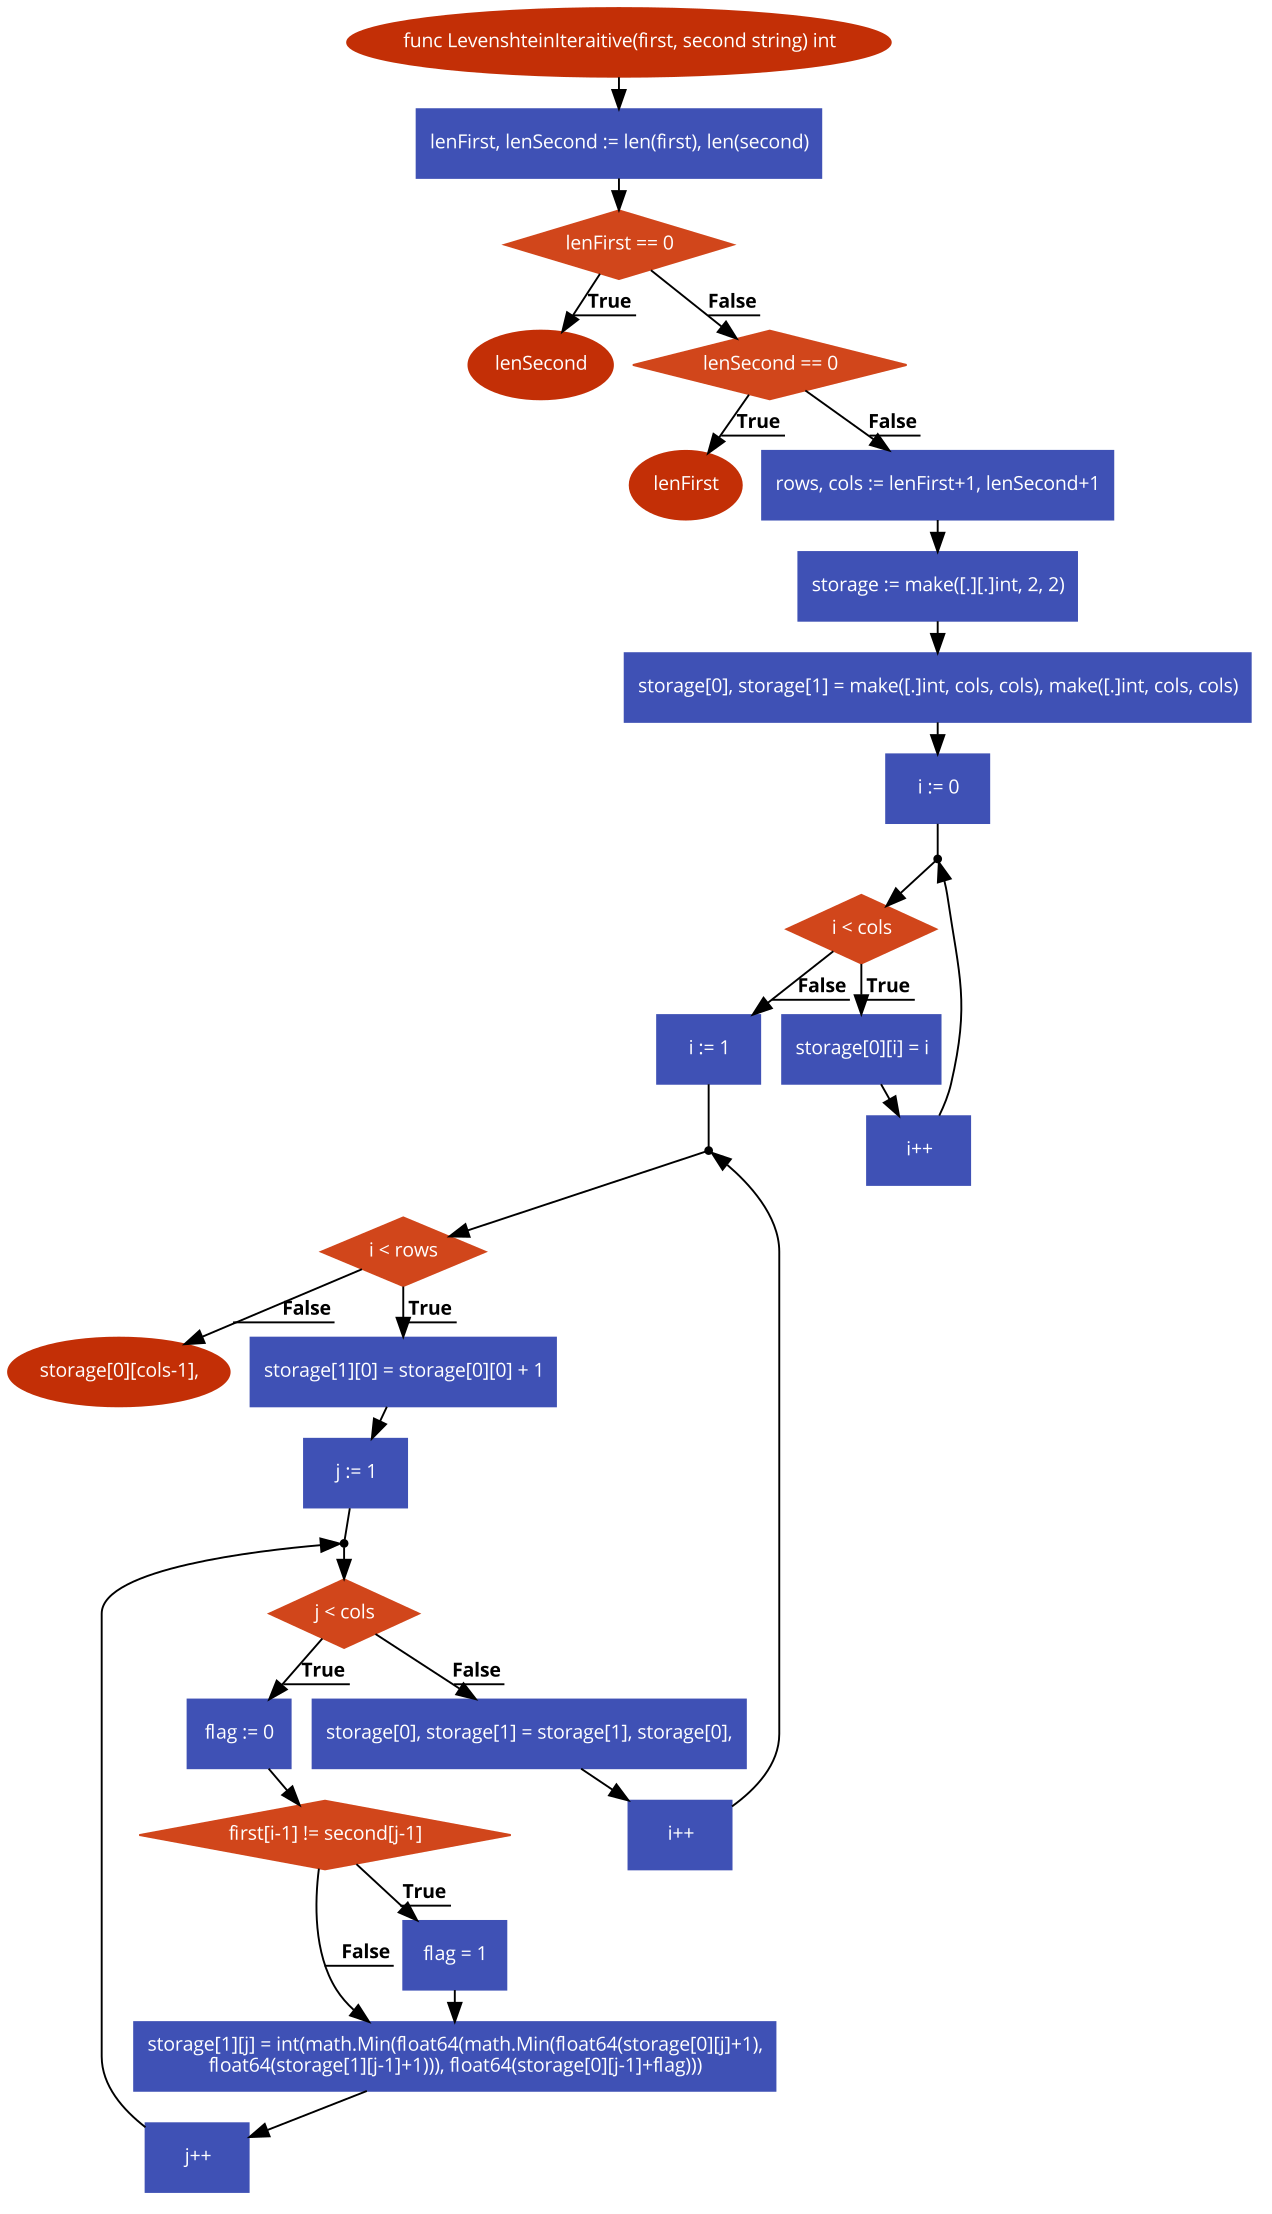 func LevenshteinIteraitive(first, second string) int
lenFirst, lenSecond := len(first), len(second)
lenFirst == 0
True
False
lenSecond
lenSecond == 0
True
False
lenFirst
rows, cols := lenFirst+1, lenSecond+1
storage := make([.][.]int, 2, 2)
storage[0], storage[1] = make([.]int, cols, cols), make([.]int, cols, cols)
i := 0
i < cols
False
True
i := 1
storage[0][i] = i
i++
i < rows
False
True
storage[0][cols-1],
storage[1][0] = storage[0][0] + 1
j := 1
j < cols
True
False
flag := 0
storage[0], storage[1] = storage[1], storage[0],
first[i-1] != second[j-1]
i++
True
False
flag = 1
storage[1][j] = int(math.Min(float64(math.Min(float64(storage[0][j]+1),
float64(storage[1][j-1]+1))), float64(storage[0][j-1]+flag)))
j++